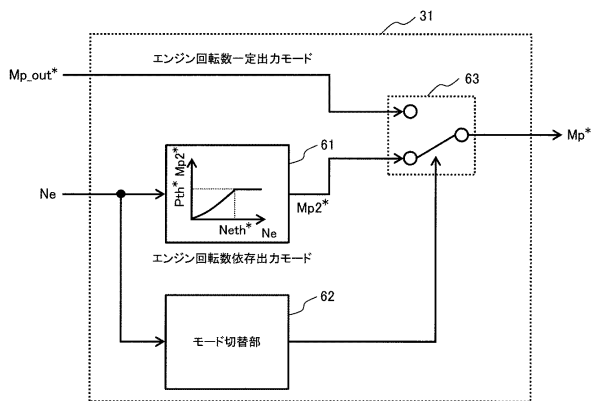 31
エンジン回転数一定出力モード
Mp_out*
63
Mp*
61
Mp2*
Pth*
Neth*
Ne
Mp2*
Ne
エンジン回転数依存出力モード
62
モード切替部